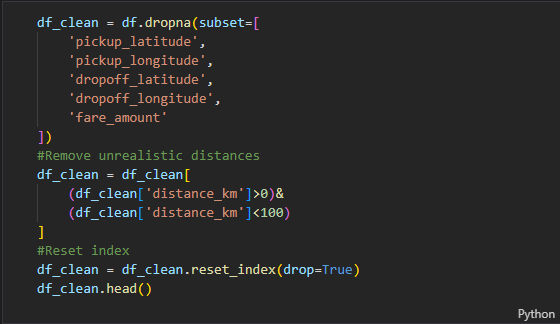 df_clean = df.dropna(subset=[
    'pickup_latitude',
    'pickup_longitude',
    'dropoff_latitude',
    'dropoff_longitude',
    'fare_amount'
])
#Remove unrealistic distances
df_clean = df_clean[
    (df_clean['distance_km']>0)&
    (df_clean['distance_km']<100)
]
#Reset index
df_clean = df_clean.reset_index(drop=True)
df_clean.head()
Python